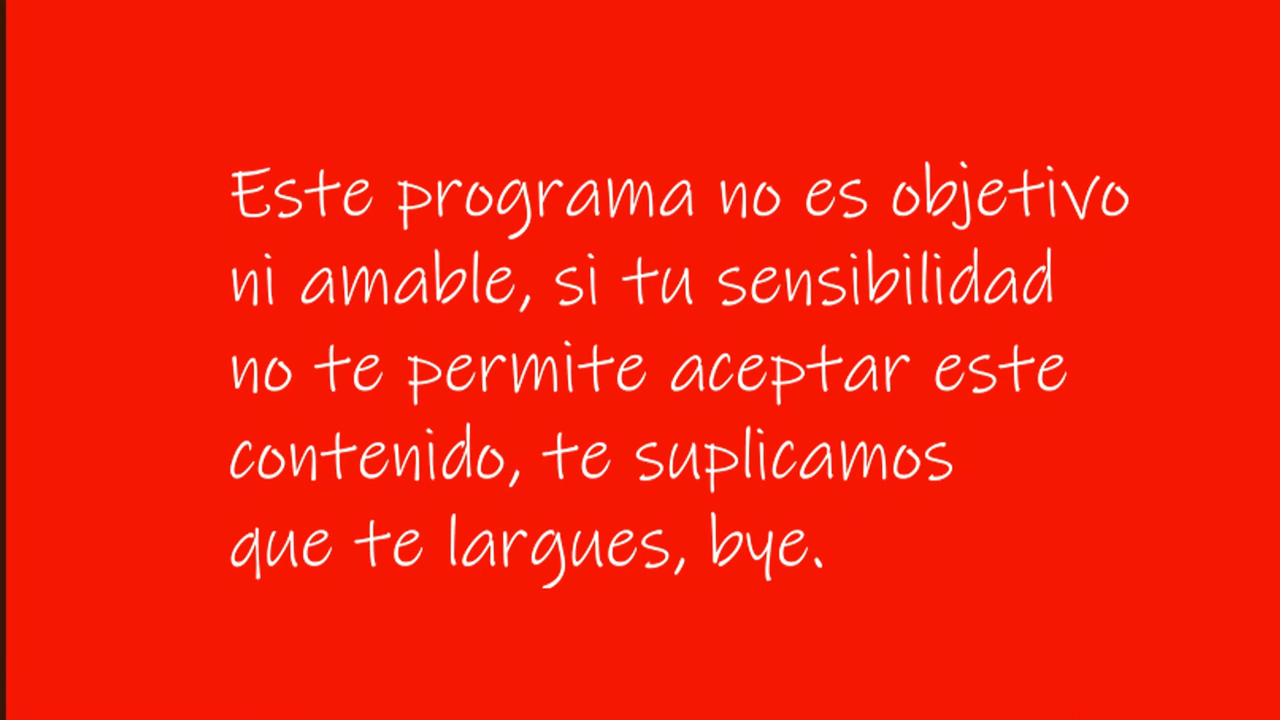 Este programa no es objetivo
ni amable, si tu sensibilidad
no te permite aceptar este
contenido, te suplicamos
que te largues, bye.